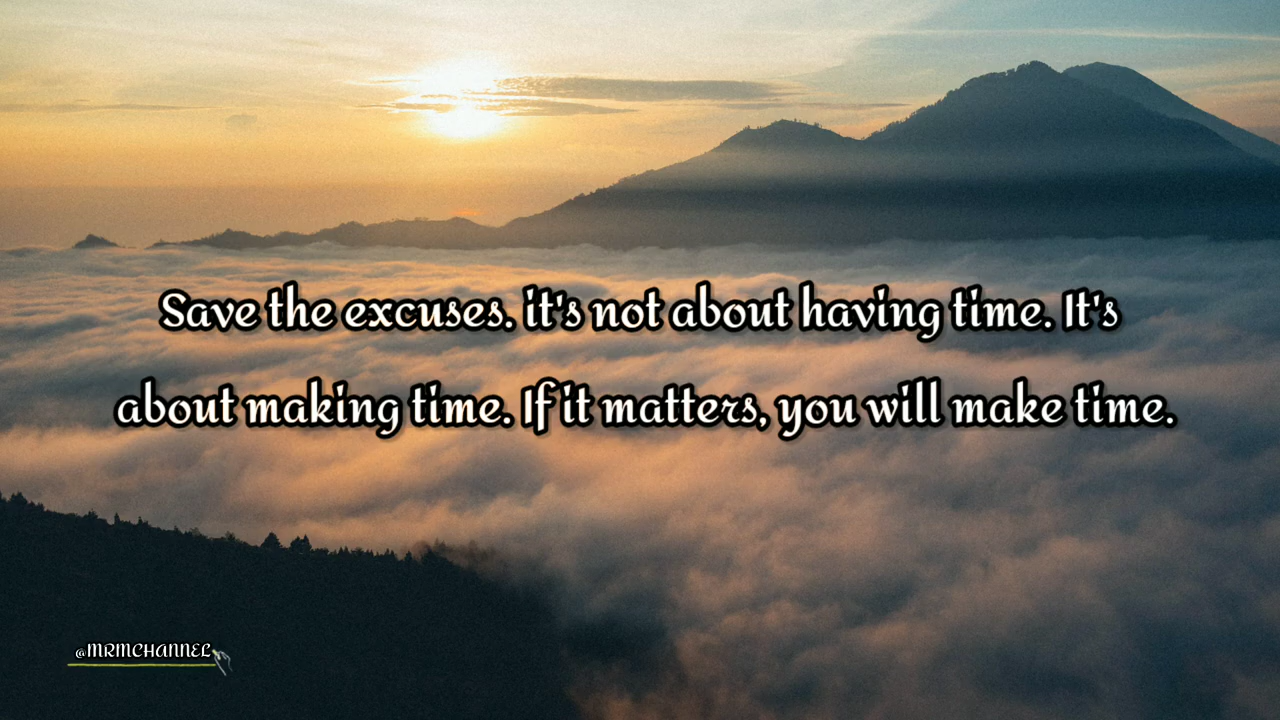 Save the excuses. it's not about having time. It's
about making time. If it matters, you will make time.
@MRMCHANNEL